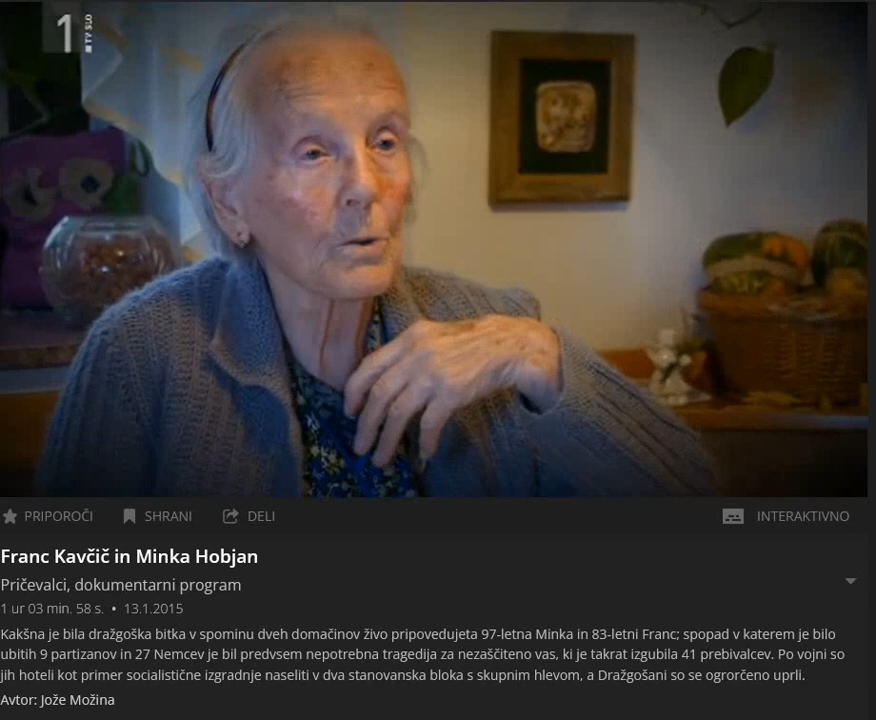 1
TV SLO
PRIPOROČI
SHRANI
DELI
INTERAKTIVNO
Franc Kavčič in Minka Hobjan
Pričevalci, dokumentarni program
1 ur 03 min. 58 s. • 13.1.2015
Kakšna je bila dražgoška bitka v spominu dveh domačinov živo pripovedujeta 97-letna Minka in 83-letni Franc; spopad v katerem je bilo
ubitih 9 partizanov in 27 Nemcev je bil predvsem nepotrebna tragedija za nezaščiteno vas, ki je takrat izgubila 41 prebivalcev. Po vojni so
jih hoteli kot primer socialistične izgradnje naseliti v dva stanovanska bloka s skupnim hlevom, a Dražgošani so se ogrorčeno uprli.
Avtor: Jože Možina